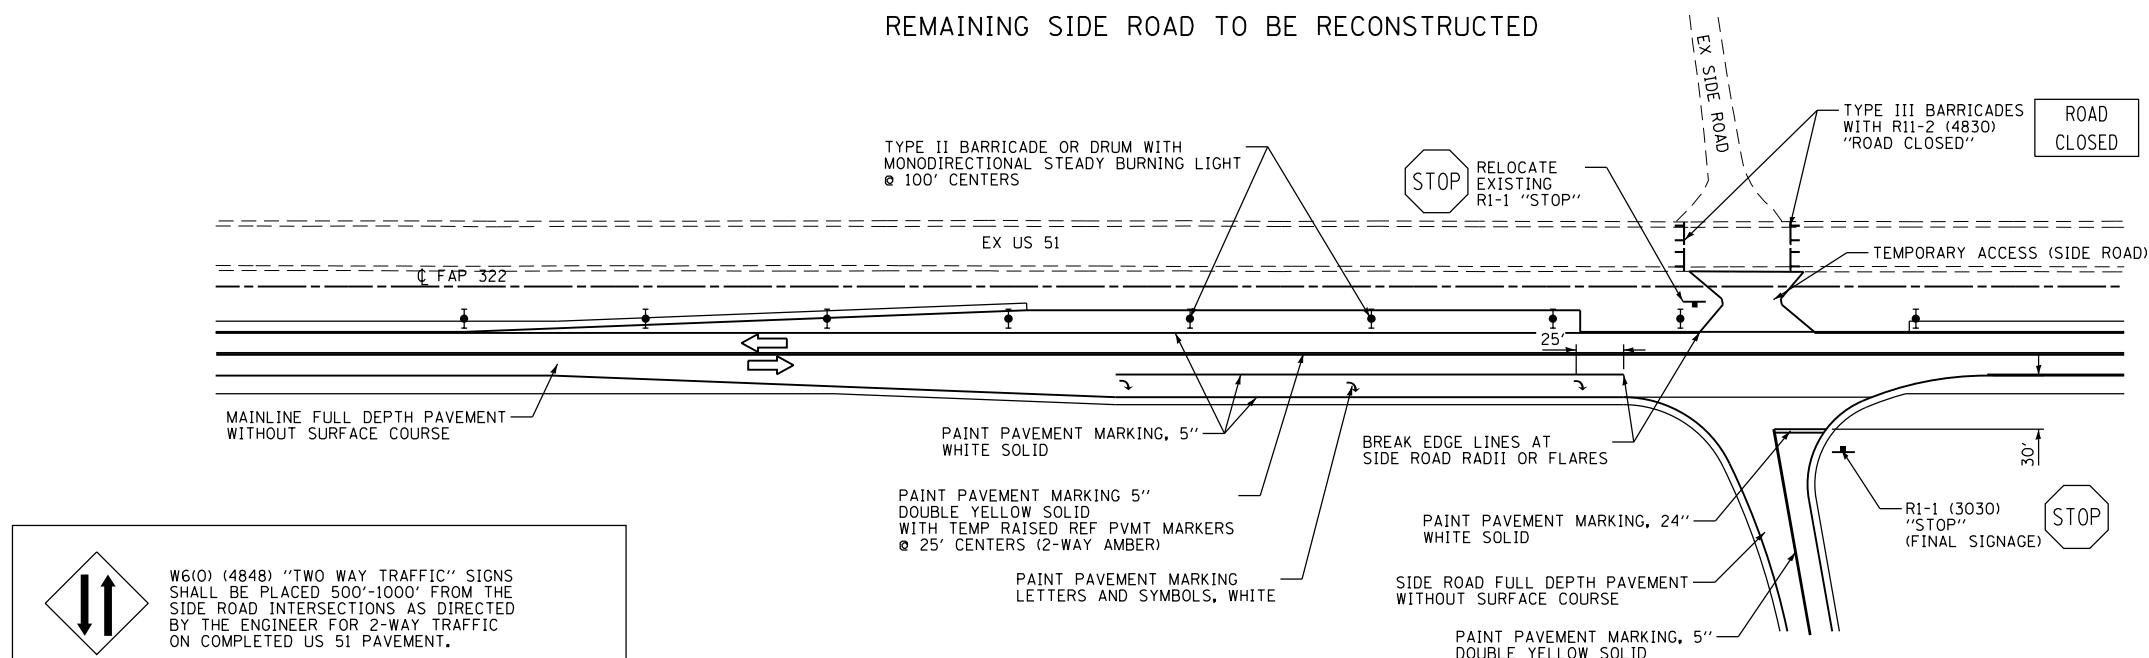 REMAINING SIDE ROAD TO BE RECONSTRUCTED
EX SIDE ROAD
TYPE III BARRICADES
WITH R11-2 (4830)
"ROAD CLOSED"
ROAD
CLOSED
TYPE II BARRICADE OR DRUM WITH
MONODIRECTIONAL STEADY BURNING LIGHT
@ 100' CENTERS
STOP
RELOCATE
EXISTING
R1-1 "STOP"
EX US 51
TEMPORARY ACCESS (SIDE ROAD)
℄ FAP 322
25'
MAINLINE FULL DEPTH PAVEMENT
WITHOUT SURFACE COURSE
PAINT PAVEMENT MARKING, 5"
WHITE SOLID
BREAK EDGE LINES AT
SIDE ROAD RADII OR FLARES
30'
PAINT PAVEMENT MARKING 5"
DOUBLE YELLOW SOLID
WITH TEMP RAISED REF PVMT MARKERS
@ 25' CENTERS (2-WAY AMBER)
PAINT PAVEMENT MARKING, 24"
WHITE SOLID
R1-1 (3030)
"STOP"
(FINAL SIGNAGE)
STOP
PAINT PAVEMENT MARKING
LETTERS AND SYMBOLS, WHITE
SIDE ROAD FULL DEPTH PAVEMENT
WITHOUT SURFACE COURSE
W6(O) (4848) "TWO WAY TRAFFIC" SIGNS
SHALL BE PLACED 500'-1000' FROM THE
SIDE ROAD INTERSECTIONS AS DIRECTED
BY THE ENGINEER FOR 2-WAY TRAFFIC
ON COMPLETED US 51 PAVEMENT.
PAINT PAVEMENT MARKING, 5"
DOUBLE YELLOW SOLID